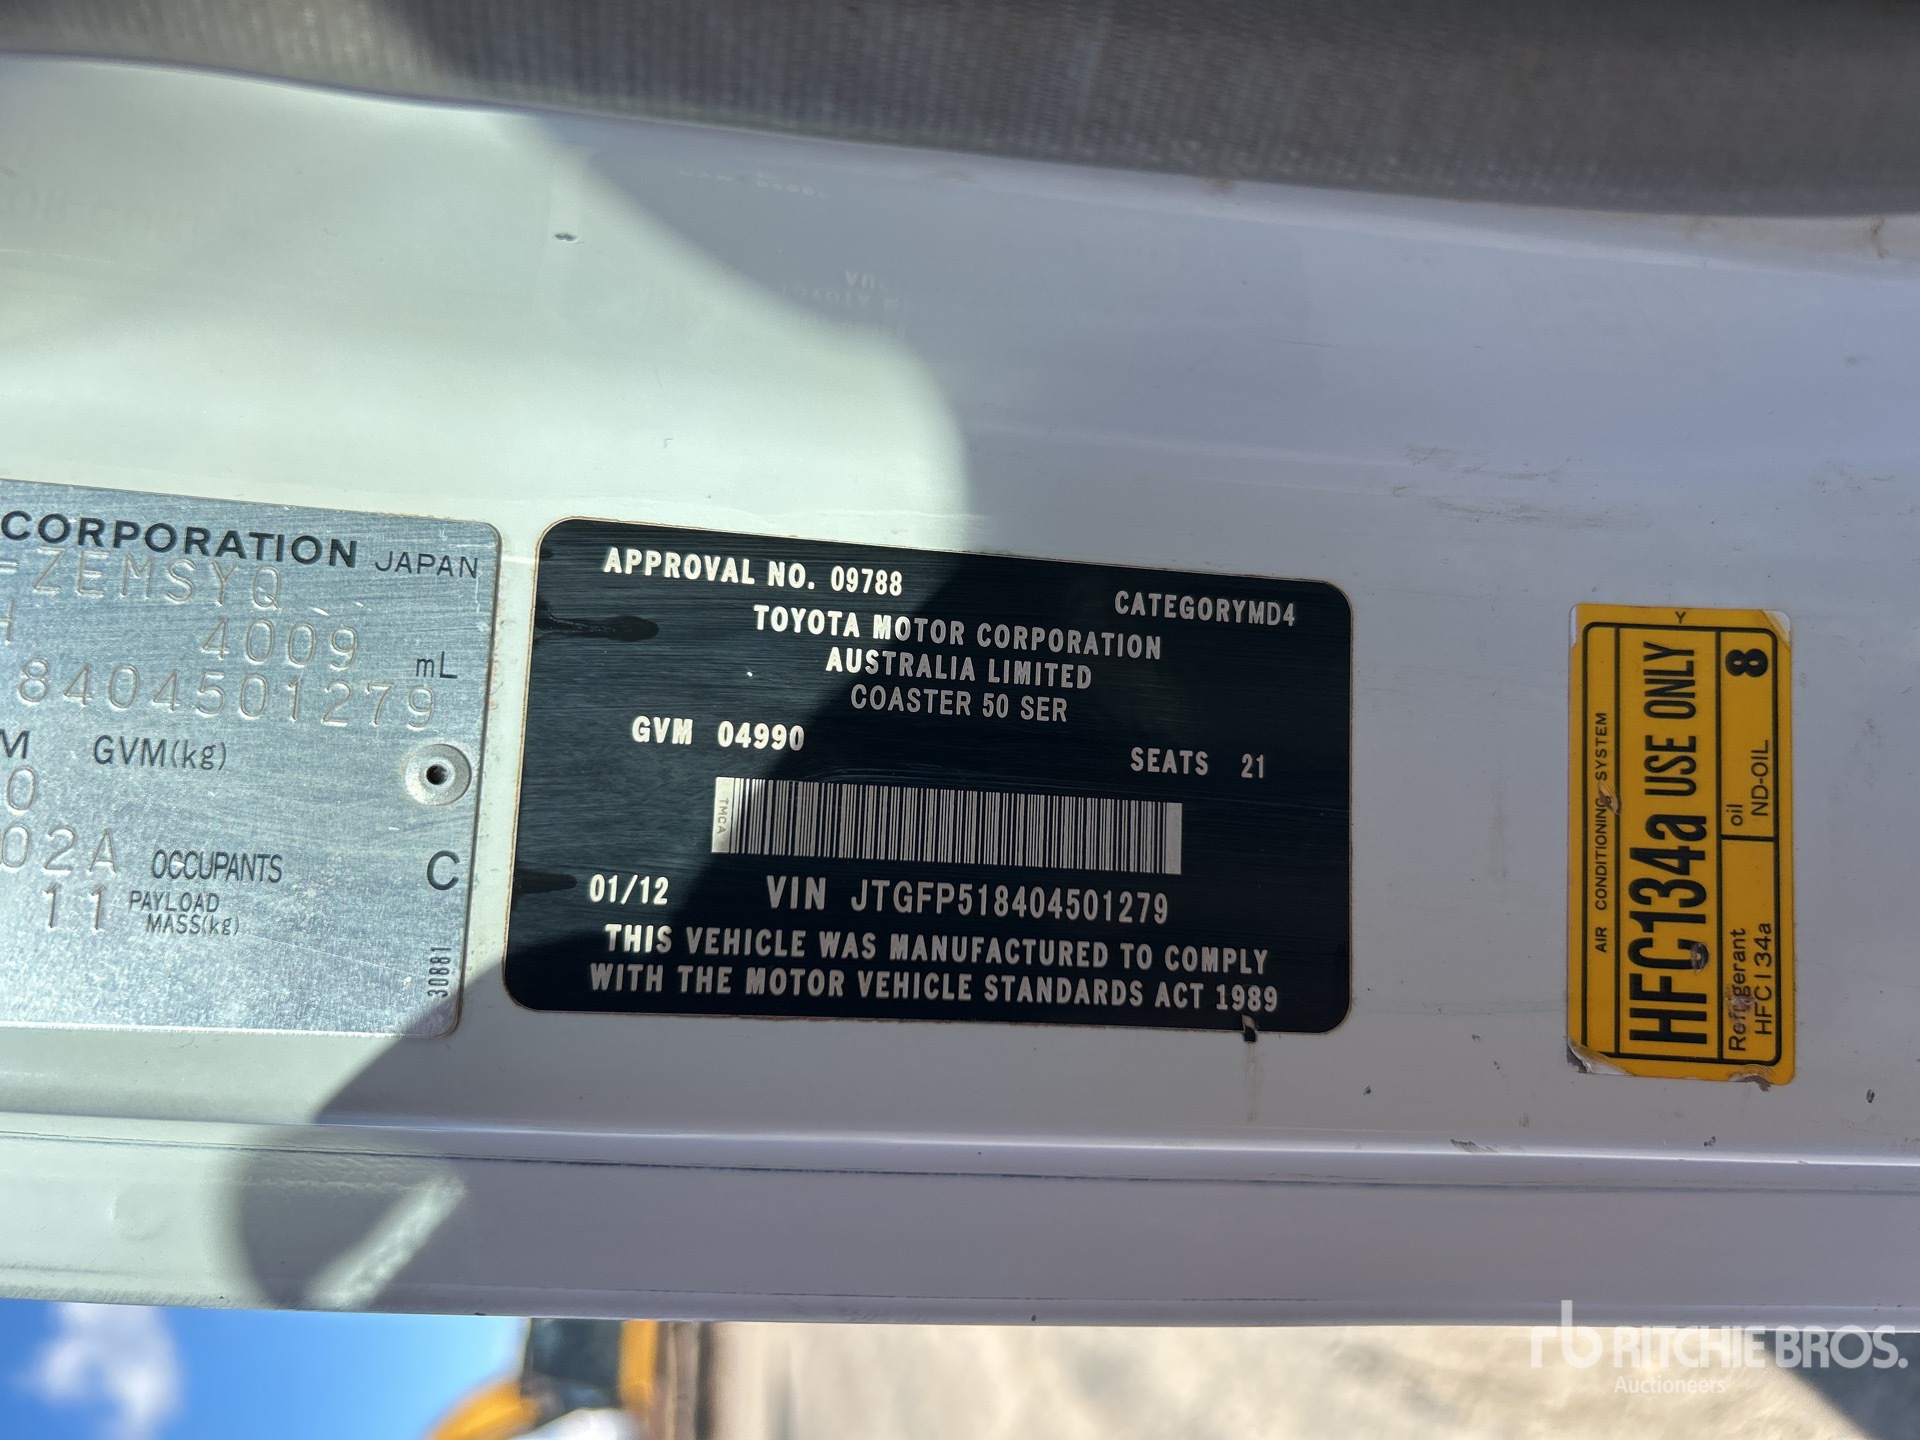 CORPORATION JAPAN
-ZEMSYQ
4009 mL
8404501279
M GVM(kg)
0
02A OCCUPANTS C
11 PAYLOAD
MASS(kg)
30881
APPROVAL NO. 09788 CATEGORYMD4
TOYOTA MOTOR CORPORATION
AUSTRALIA LIMITED
COASTER 50 SER
GVM 04990 SEATS 21
TMCA
01/12 VIN JTGFP518404501279
THIS VEHICLE WAS MANUFACTURED TO COMPLY
WITH THE MOTOR VEHICLE STANDARDS ACT 1989
Y
AIR CONDITIONING SYSTEM
HFC134a USE ONLY
Refrigerant
HFC134a
oil
ND-OIL 8
rb RITCHIE BROS.
Auctioneers